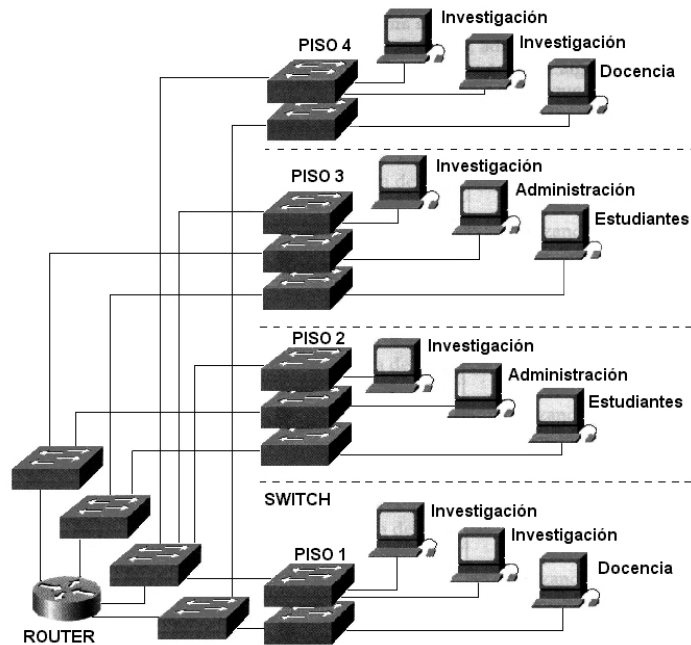 Investigación
PISO 4
Investigación
Docencia
PISO 3
Investigación
Administración
Estudiantes
PISO 2
Investigación
Administración
Estudiantes
SWITCH
Investigación
Investigación
PISO 1
Docencia
ROUTER